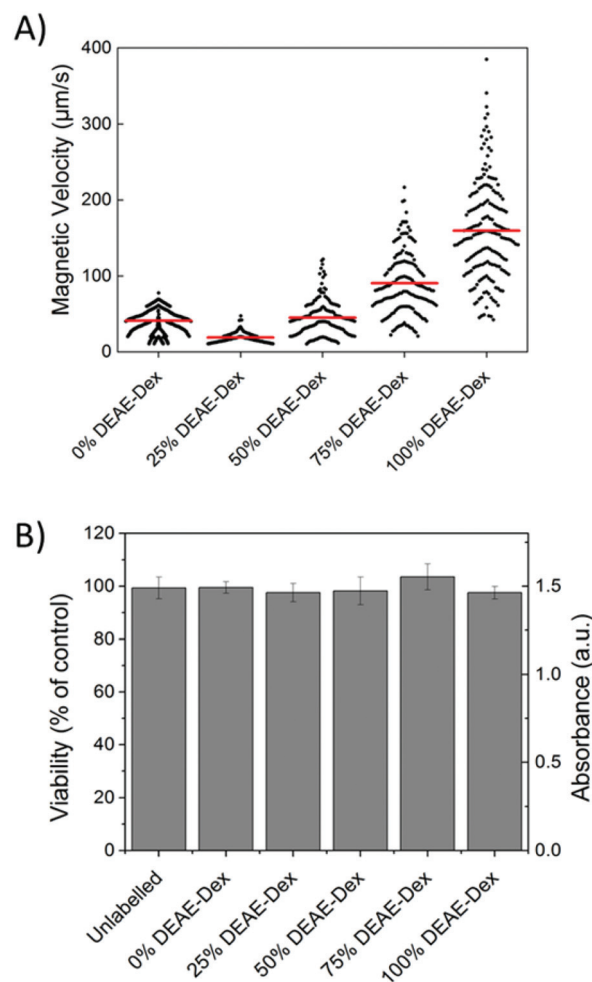 A)
Magnetic Velocity (µm/s)
400
300
200
100
0
0% DEAE-Dex
25% DEAE-Dex
50% DEAE-Dex
75% DEAE-Dex
100% DEAE-Dex
B)
Viability (% of control)
120
100
80
60
40
20
0
Absorbance (a.u.)
1.5
1.0
0.5
0.0
Unlabelled
0% DEAE-Dex
25% DEAE-Dex
50% DEAE-Dex
75% DEAE-Dex
100% DEAE-Dex